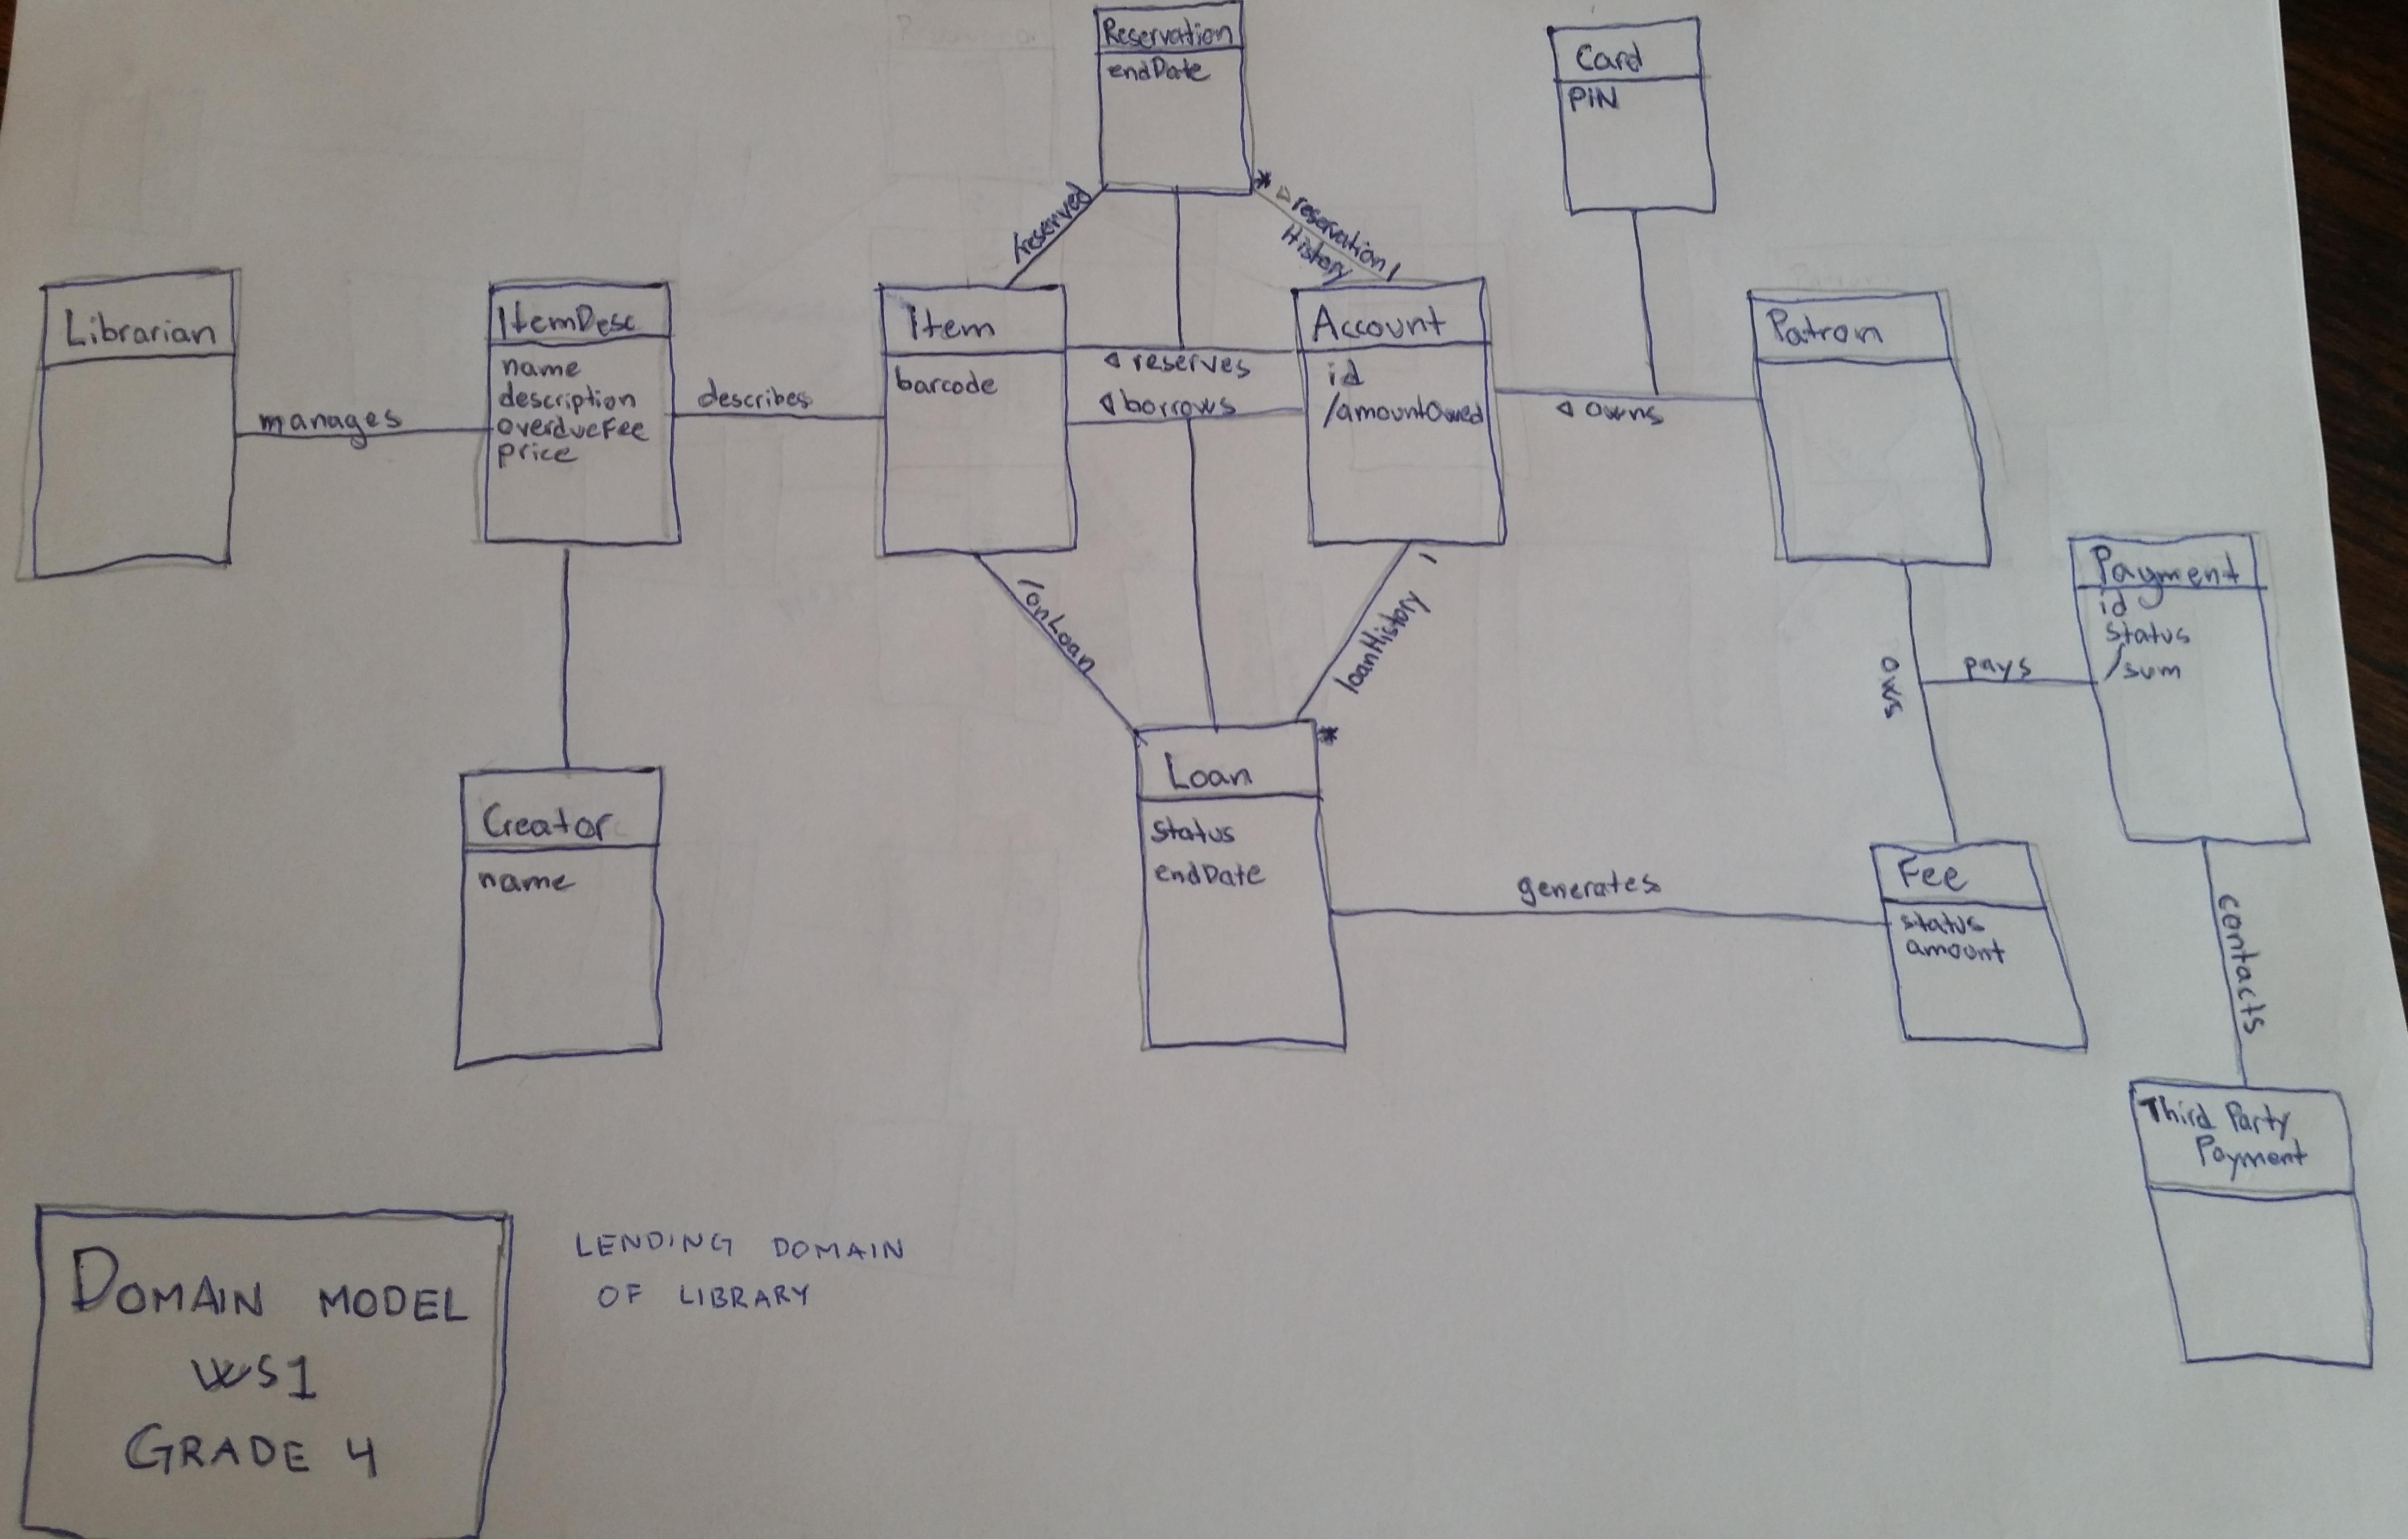 Reservation
endDate
Card
PIN
/reserved
*
reservation
History
1
Librarian
manages
ItemDesc
name
description
overdueFee
price
describes
Item
barcode
reserves
borrows
Account
id
/amountOwed
owns
Patron
/onLoan
loanHistory
1
*
ows
pays
Payment
id
status
/sum
Creator
name
Loan
status
endDate
generates
Fee
status
amount
contacts
Third Party
Payment
DOMAIN MODEL
WS1
GRADE 4
LENDING DOMAIN
OF LIBRARY